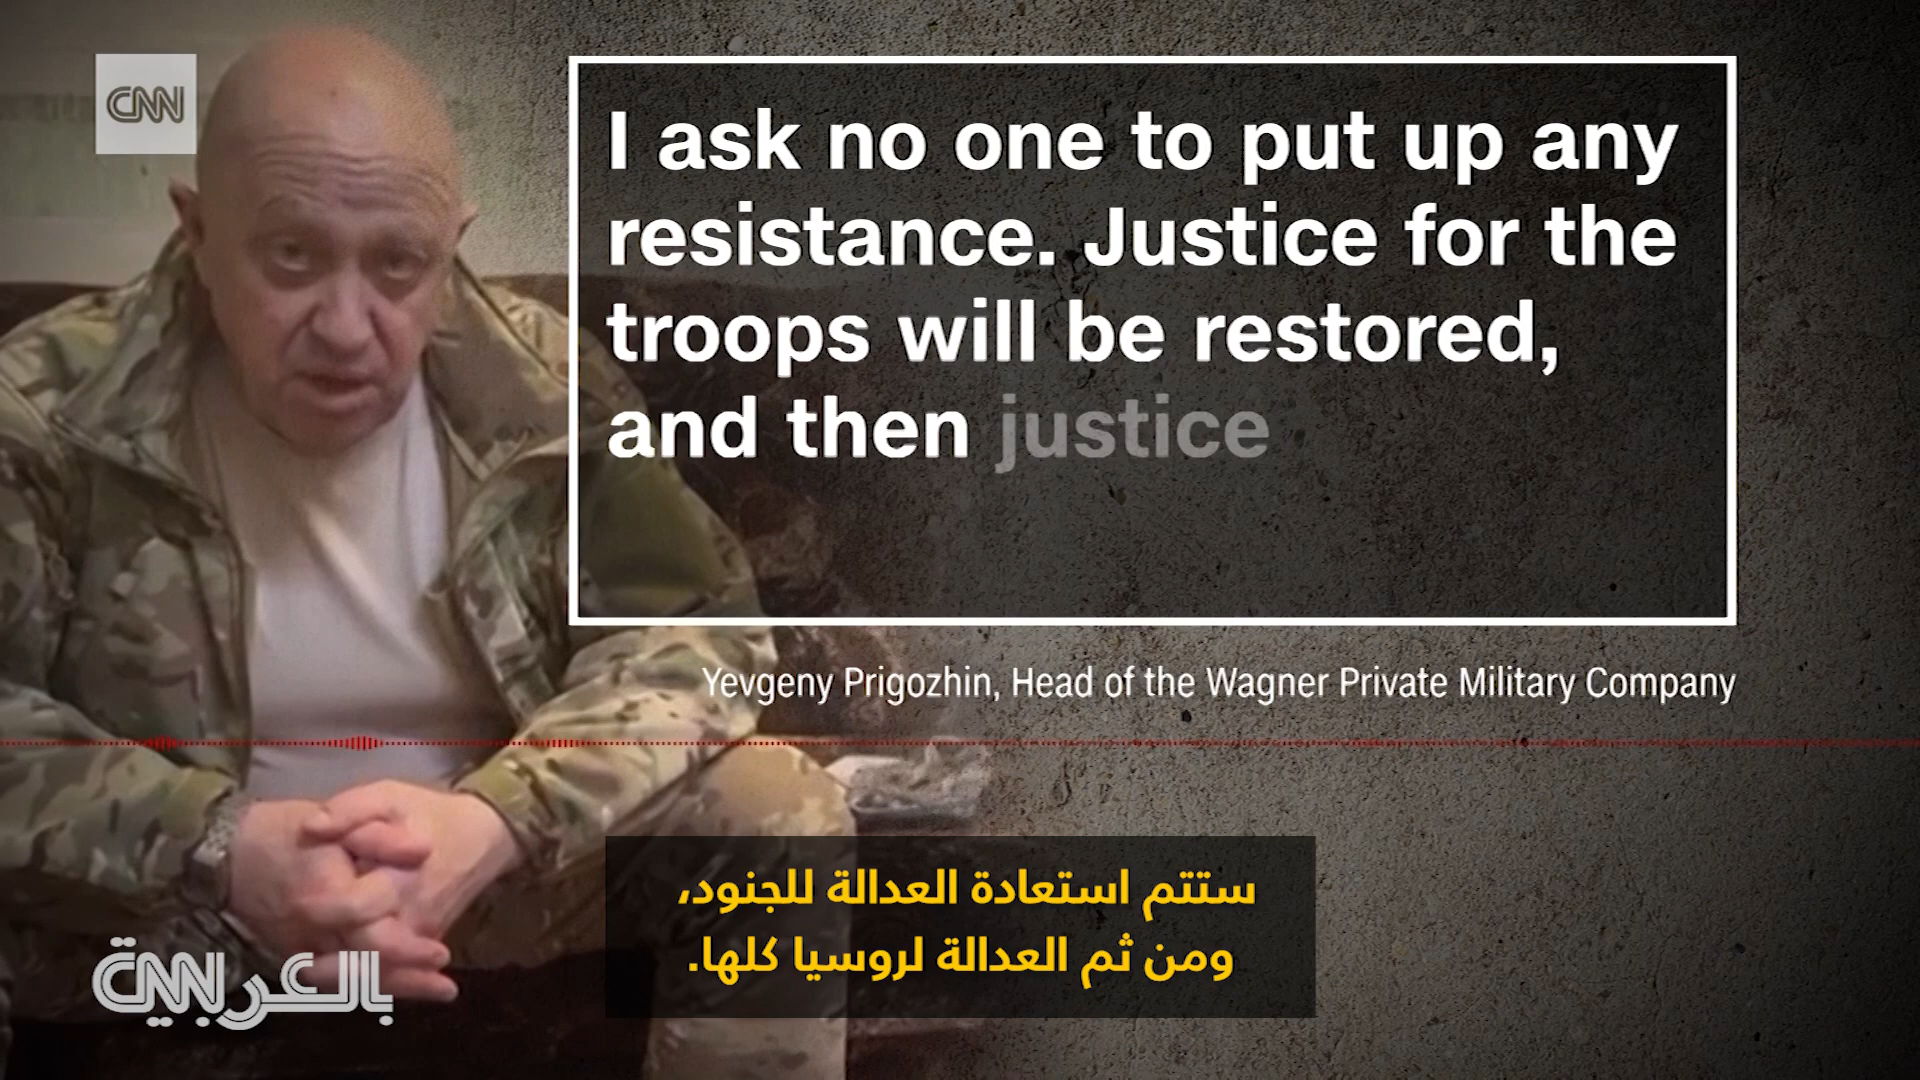 CNN
I ask no one to put up any
resistance. Justice for the
troops will be restored,
and then justice
Yevgeny Prigozhin, Head of the Wagner Private Military Company
ستتم استعادة العدالة للجنود،
ومن ثم العدالة لروسيا كلها.
CNN بالعربية